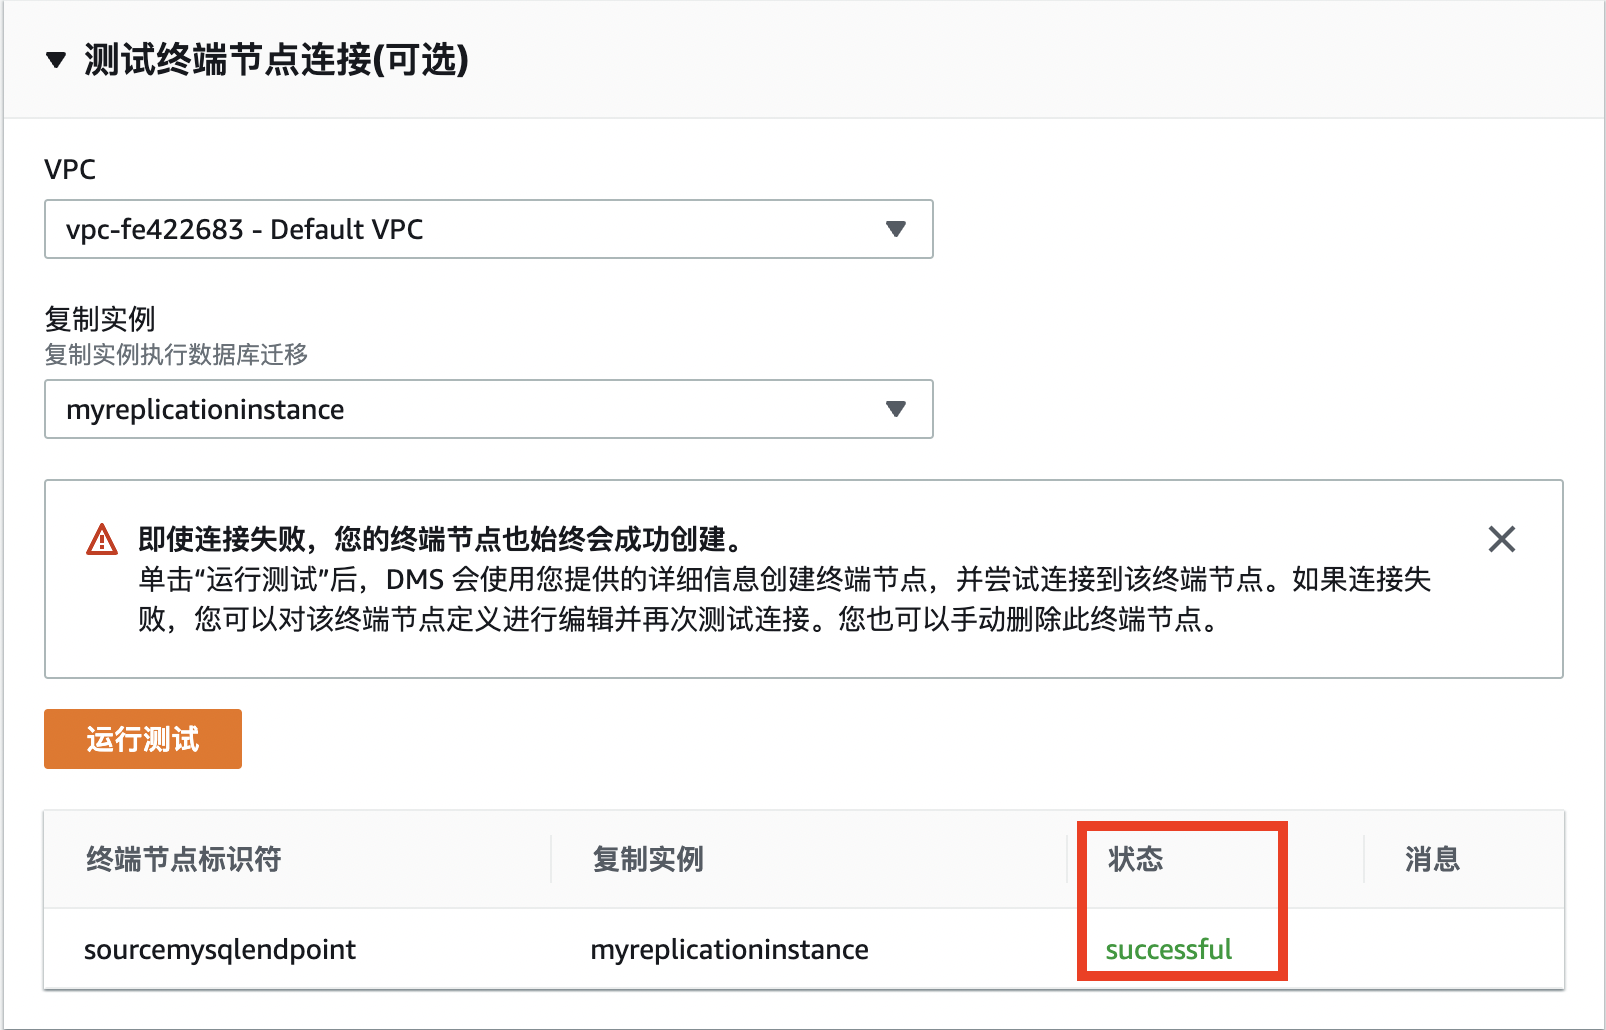 测试终端节点连接(可选)
VPC
vpc-fe422683 - Default VPC
复制实例
复制实例执行数据库迁移
myreplicationinstance
即使连接失败，您的终端节点也始终会成功创建。
单击“运行测试”后，DMS 会使用您提供的详细信息创建终端节点，并尝试连接到该终端节点。如果连接失
败，您可以对该终端节点定义进行编辑并再次测试连接。您也可以手动删除此终端节点。
运行测试
终端节点标识符 复制实例 状态 消息
sourcemysqlendpoint myreplicationinstance successful